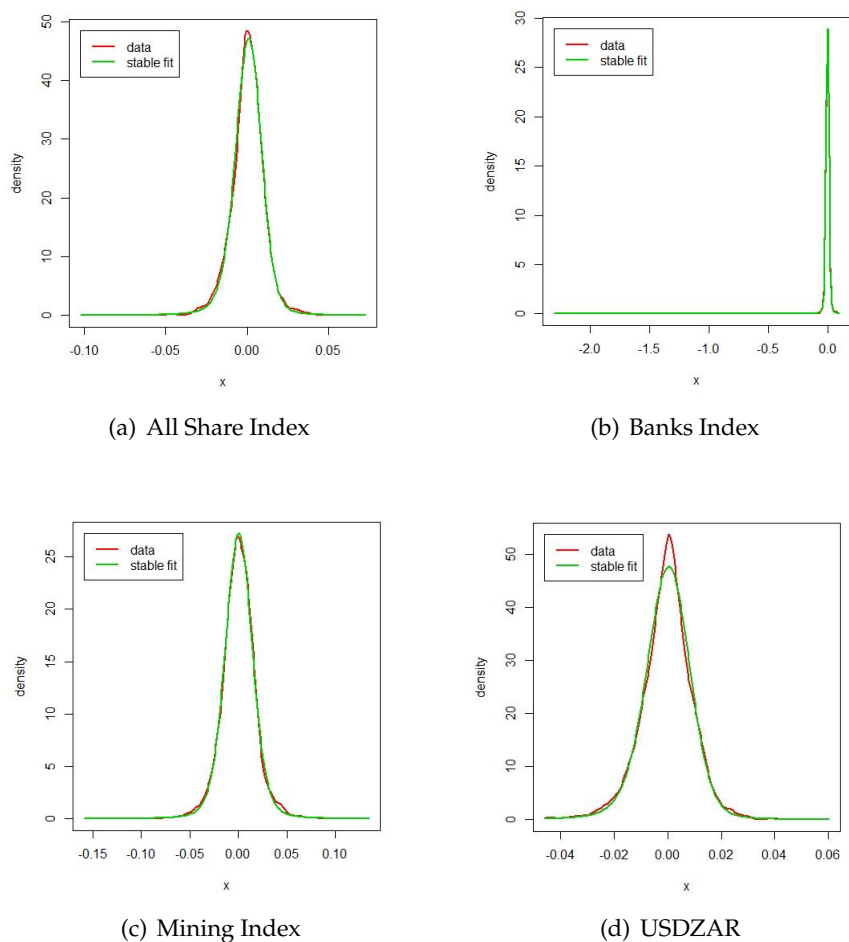 data
stable fit
density
50
40
30
20
10
0
-0.10 -0.05 0.00 0.05
x
(a) All Share Index
data
stable fit
density
30
25
20
15
10
5
0
-2.0 -1.5 -1.0 -0.5 0.0
x
(b) Banks Index
data
stable fit
density
25
20
15
10
5
0
-0.15 -0.10 -0.05 0.00 0.05 0.10
x
(c) Mining Index
data
stable fit
density
50
40
30
20
10
0
-0.04 -0.02 0.00 0.02 0.04 0.06
x
(d) USDZAR